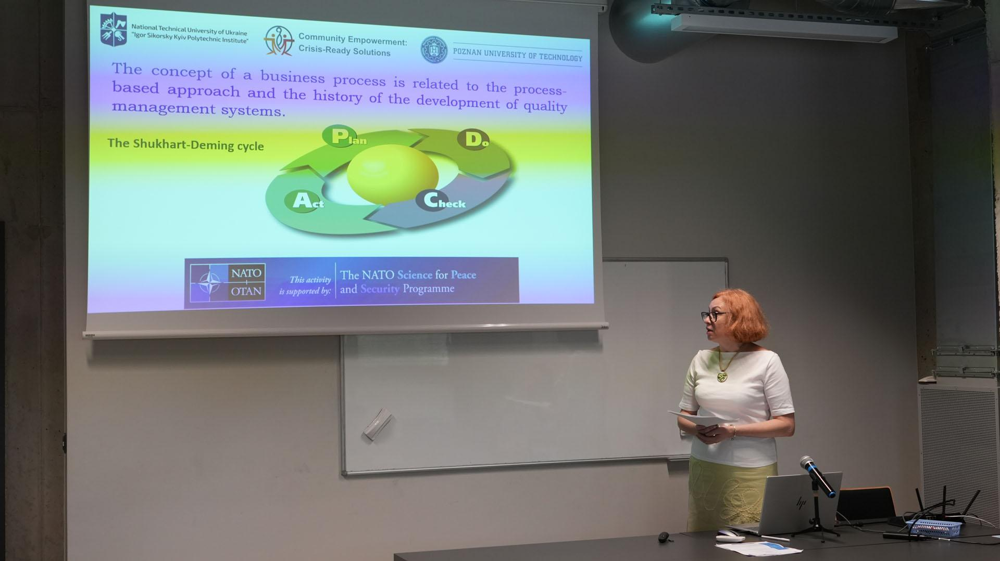 National Technical University of Ukraine
"Igor Sikorsky Kyiv Polytechnic Institute"
Community Empowerment:
Crisis-Ready Solutions
POZNAN UNIVERSITY OF TECHNOLOGY
The concept of a business process is related to the process-
based approach and the history of the development of quality
management systems.
The Shukhart-Deming cycle
Plan
Do
Act
Check
NATO
OTAN
This activity
is supported by:
The NATO Science for Peace
and Security Programme
hp